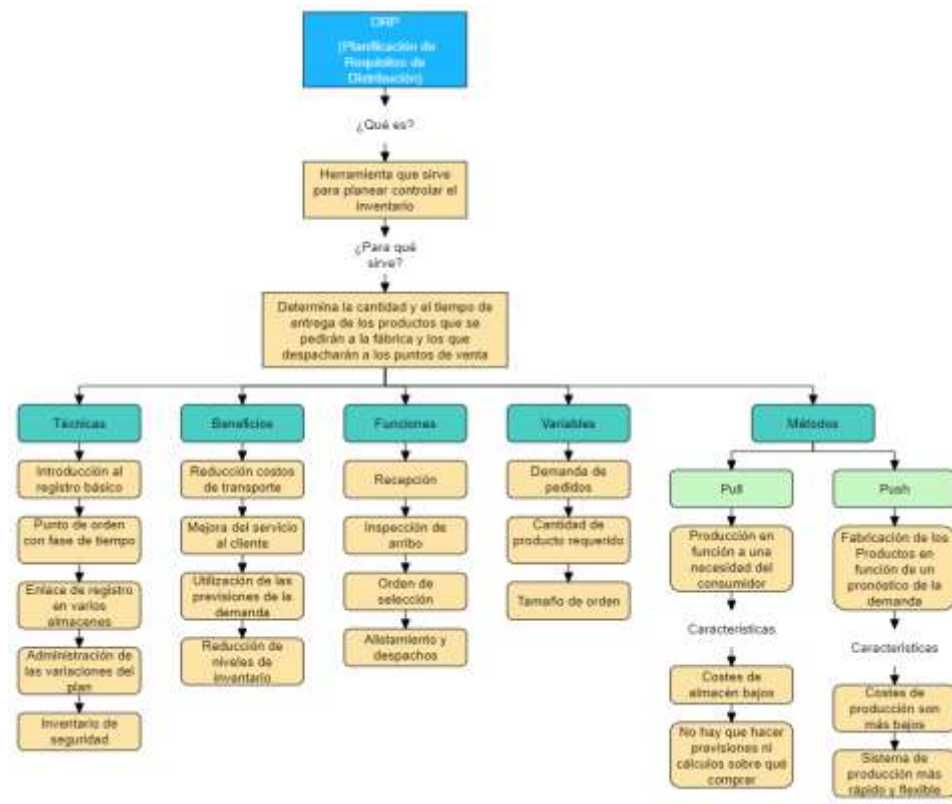 DRP
(Planificación de
Requisitos de
Distribución)
¿Qué es?
Herramienta que sirve
para planear controlar el
inventario
¿Para qué
sirve?
Determina la cantidad y el tiempo de
entrega de los productos que se
pedirán a la fábrica y los que
despacharán a los puntos de venta
Técnicas
Introducción al
registro básico
Punto de orden
con fase de tiempo
Enlace de registro
en varios
almacenes
Administración de
las variaciones del
plan
Inventario de
seguridad
Beneficios
Reducción costos
de transporte
Mejora del servicio
al cliente
Utilización de las
previsiones de la
demanda
Reducción de
niveles de
inventario
Funciones
Recepción
Inspección de
arribo
Orden de
selección
Alistamiento y
despachos
Variables
Demanda de
pedidos
Cantidad de
producto requerido
Tamaño de orden
Métodos
Pull
Producción en
función a una
necesidad del
consumidor
Características
Costes de
almacén bajos
No hay que hacer
previsiones ni
cálculos sobre qué
comprar
Push
Fabricación de los
Productos en
función de un
pronóstico de la
demanda
Característicias
Costes de
producción son
más bajos
Sistema de
producción más
rápido y flexible